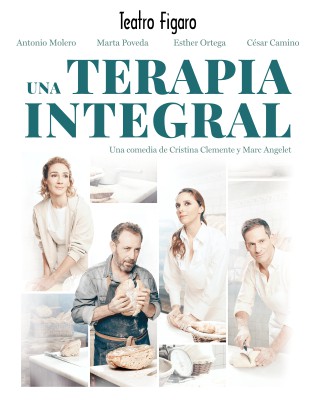 Teatro Figaro
Antonio Molero Marta Poveda Esther Ortega César Camino
UNA TERAPIA
INTEGRAL
Una comedia de Cristina Clemente y Marc Angelet